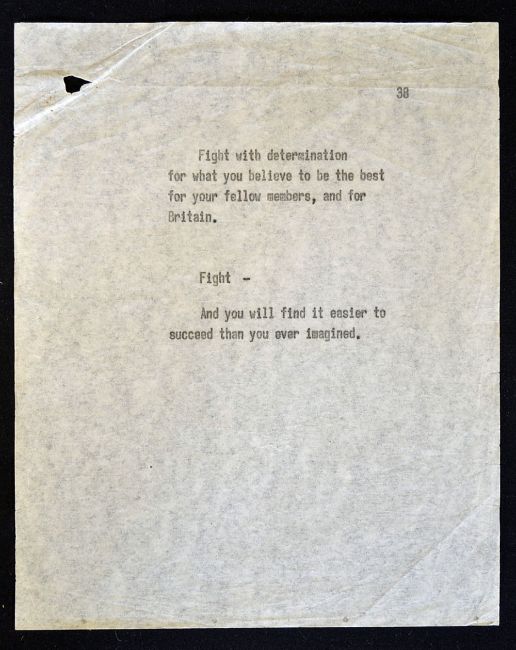 38
Fight with determination
for what you believe to be the best
for your fellow members, and for
Britain.
Fight -
And you will find it easier to
succeed than you ever imagined.